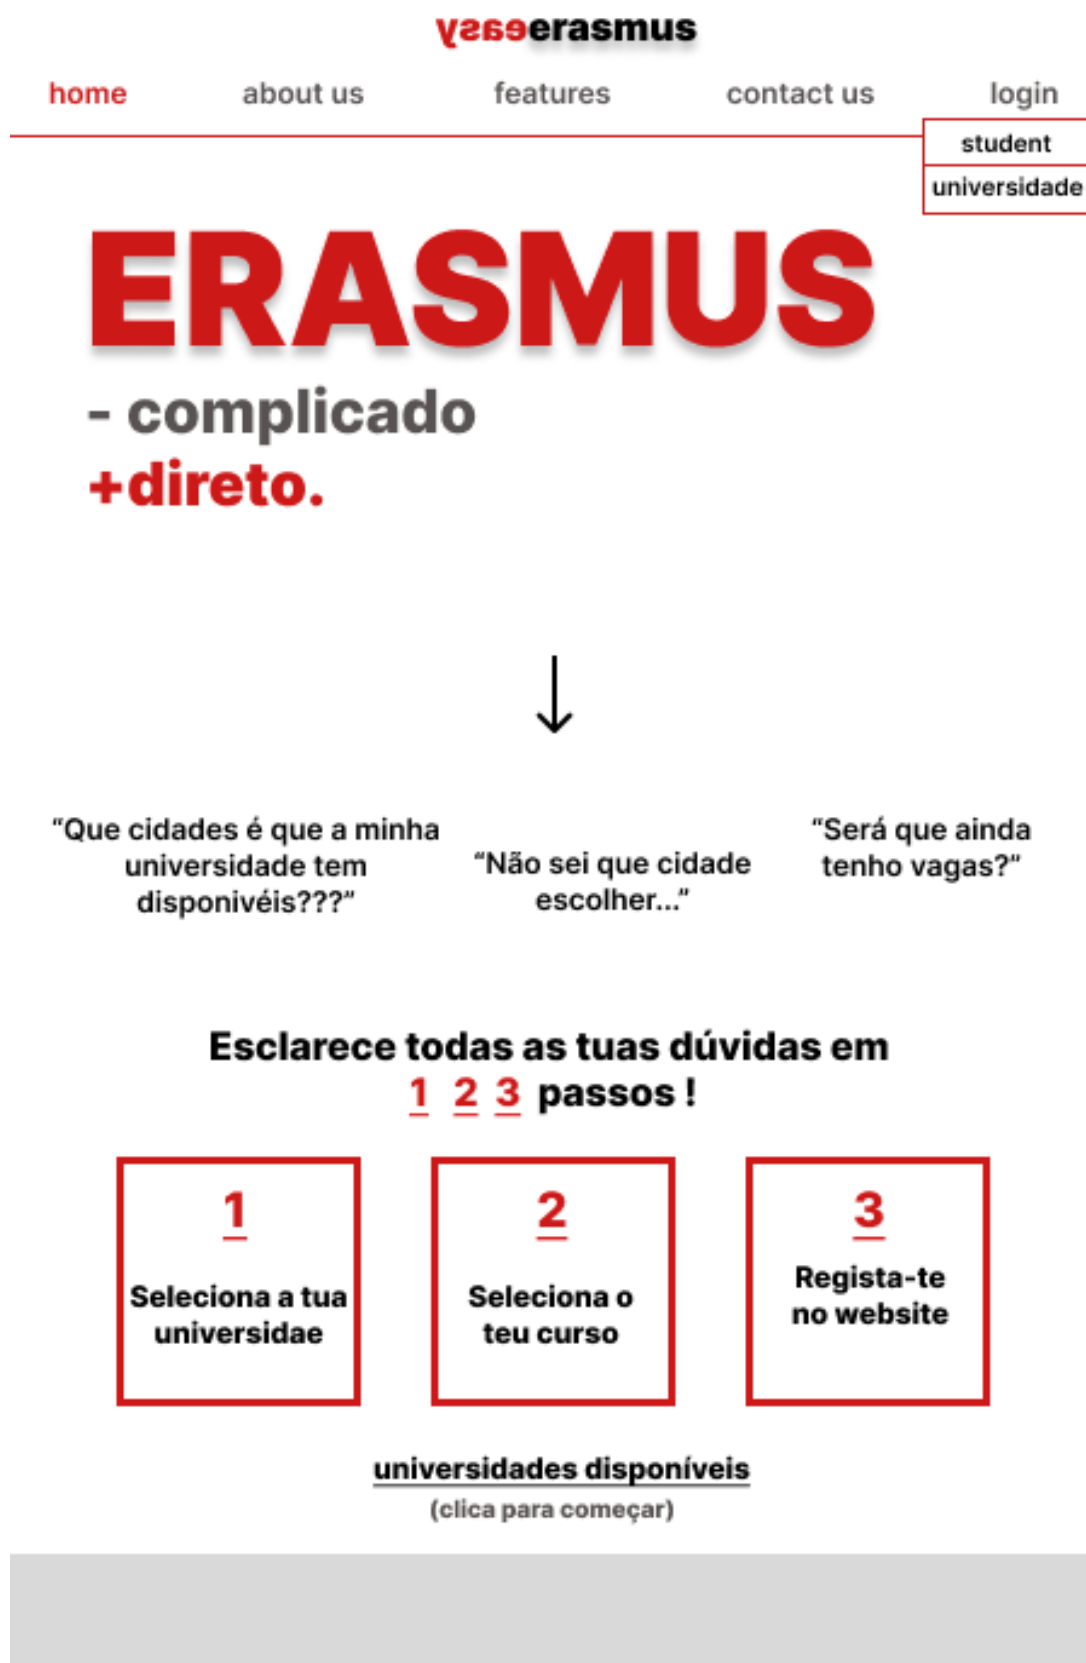 easyerasmus
home about us features contact us login
student
universidade
ERASMUS
- complicado
+direto.
“Que cidades é que a minha
universidade tem
disponivéis???”
“Não sei que cidade
escolher...”
“Será que ainda
tenho vagas?”
Esclarece todas as tuas dúvidas em
1 2 3 passos !
1
Seleciona a tua
universidae
2
Seleciona o
teu curso
3
Regista-te
no website
universidades disponíveis
(clica para começar)